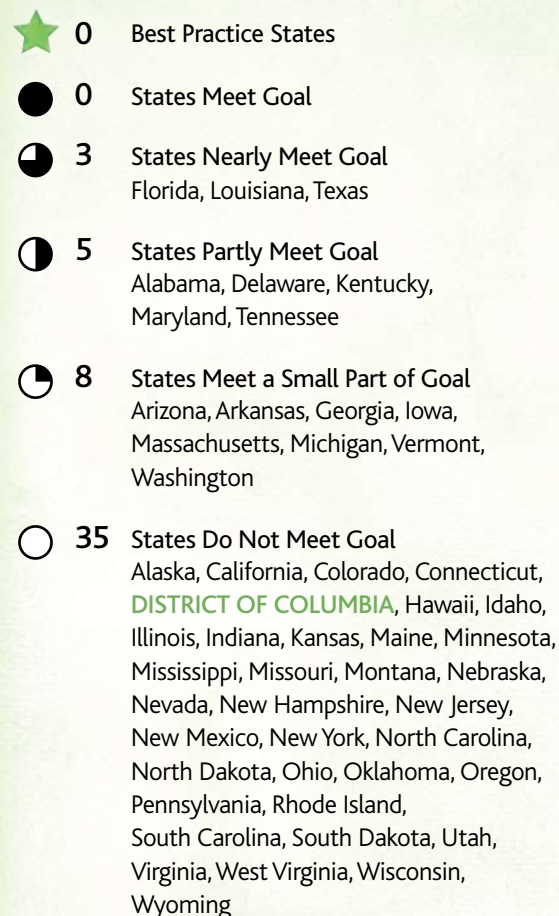 0 Best Practice States
0 States Meet Goal
3 States Nearly Meet Goal
Florida, Louisiana, Texas
5 States Partly Meet Goal
Alabama, Delaware, Kentucky,
Maryland, Tennessee
8 States Meet a Small Part of Goal
Arizona, Arkansas, Georgia, Iowa,
Massachusetts, Michigan, Vermont,
Washington
35 States Do Not Meet Goal
Alaska, California, Colorado, Connecticut,
DISTRICT OF COLUMBIA, Hawaii, Idaho,
Illinois, Indiana, Kansas, Maine, Minnesota,
Mississippi, Missouri, Montana, Nebraska,
Nevada, New Hampshire, New Jersey,
New Mexico, New York, North Carolina,
North Dakota, Ohio, Oklahoma, Oregon,
Pennsylvania, Rhode Island,
South Carolina, South Dakota, Utah,
Virginia, West Virginia, Wisconsin,
Wyoming